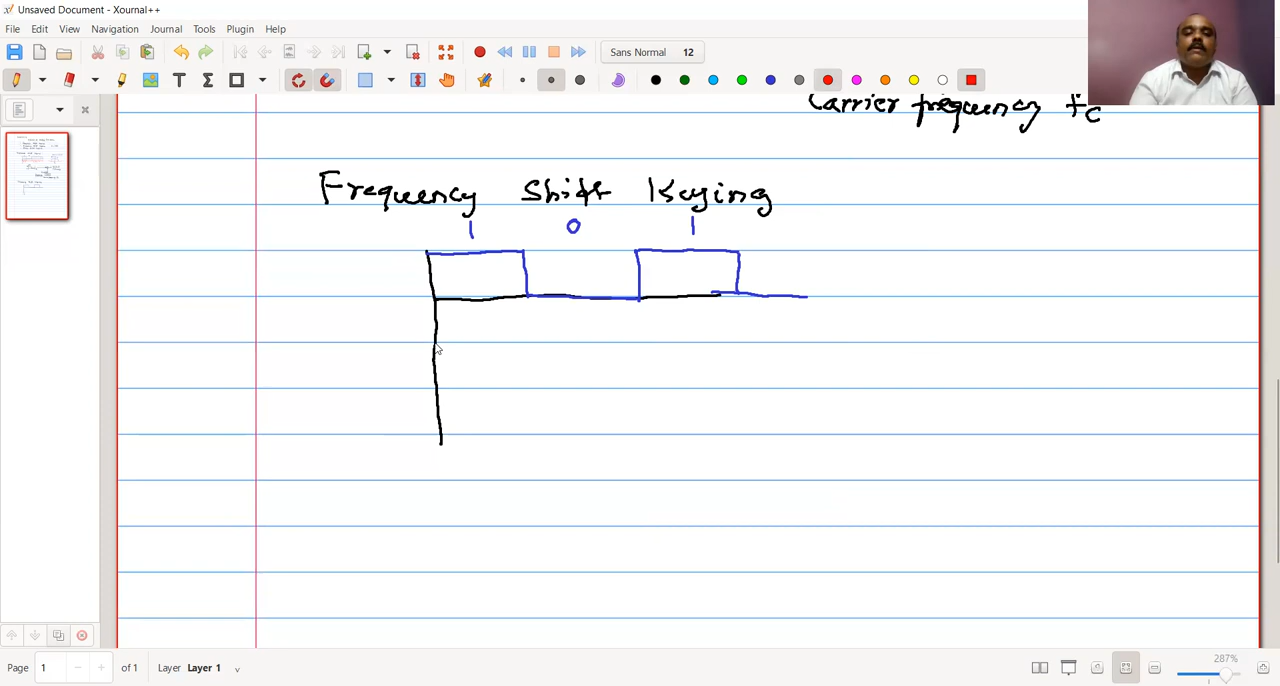 Unsaved Document - Xournal++
File Edit View Navigation Journal Tools Plugin Help
Sans Normal 12
Carrier frequency fc
Frequency Shift Keying
1 0 1
Page 1 of 1 Layer Layer 1 287%